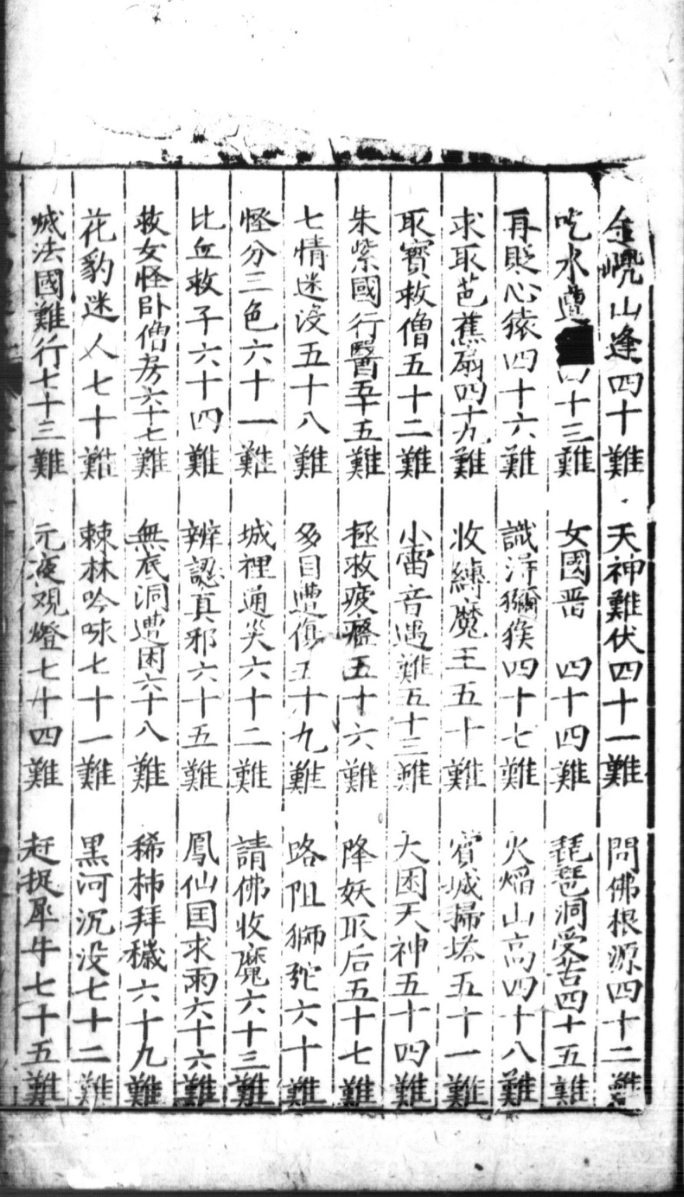 金𡾋山逢四十難　天神難伏四十一難　問佛根源四十二難
吃水遭　四十三難　女國晋　四十四難　琵琶洞受苦四十五難
再貶心猿四十六難　識淂獼猴四十七難　火焰山高四十八難
求取芭蕉扇四十九難　收縛魔王五十難　賽城掃塔五十一難
取寳救僧五十二難　小雷音遇難五十三難　大困天神五十四難
朱紫國行醫五十五難　拯救疲癃五十六難　降妖取后五十七難
七情迷没五十八難　多目遭傷五十九難　路阻獅駝六十難
怪分三色六十一難　城裡通災六十二難　請佛收魔六十三難
比丘救子六十四難　辨認真邪六十五難　鳳仙国求雨六十六難
救女怪卧僧房六十七難　無底洞遭困六十八難　稀柿拜穢六十九難
花豹迷人七十難　棘林吟咏七十一難　黒河沉没七十二難
滅法國難行七十三難　元夜观燈七十四難　赶捉犀牛七十五難